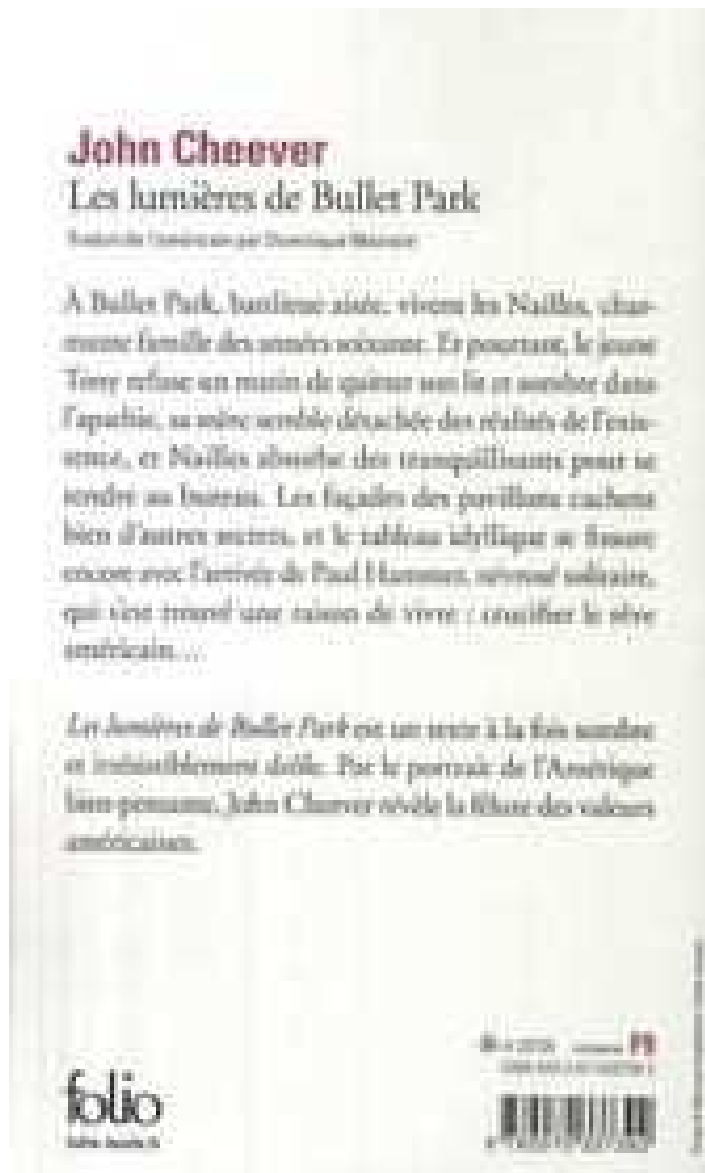 John Cheever
Les lumières de Bullet Park
Traduit de l'américain par Dominique
À Bullet Park, banlieue aisée, vivent les Nailles, char-
mante famille des années soixante. Et pourtant, le jeune
Tony refuse un matin de quitter son lit et sombre dans
l'apathie, sa mère semble détachée des réalités de l'exis-
tence, et Nailles absorbe des tranquillisants pour se
rendre au bureau. Les façades des pavillons cachent
bien d'autres secrets, et le tableau idyllique se fissure
encore avec l'arrivée de Paul Hammer, névrosé solitaire,
qui s'est trouvé une raison de vivre : crucifier le rêve
américain...
Les lumières de Bullet Park est un texte à la fois sombre
et irrésistiblement drôle. Par le portrait de l'Amérique
bien-pensante, John Cheever révèle la fêlure des valeurs
américaines.
folio